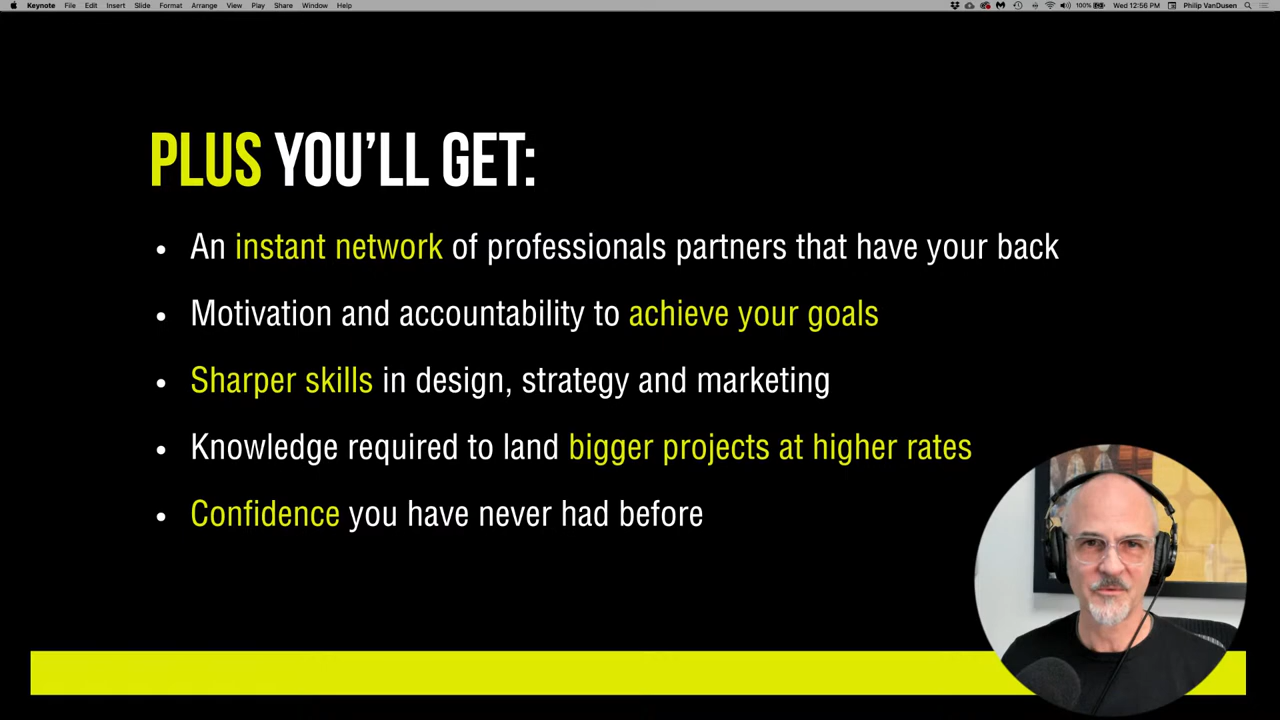 Keynote File Edit Insert Slide Format Arrange View Play Share Window Help 100% Wed 12:56 PM Philip VanDusen
PLUS YOU'LL GET:
• An instant network of professionals partners that have your back
• Motivation and accountability to achieve your goals
• Sharper skills in design, strategy and marketing
• Knowledge required to land bigger projects at higher rates
• Confidence you have never had before